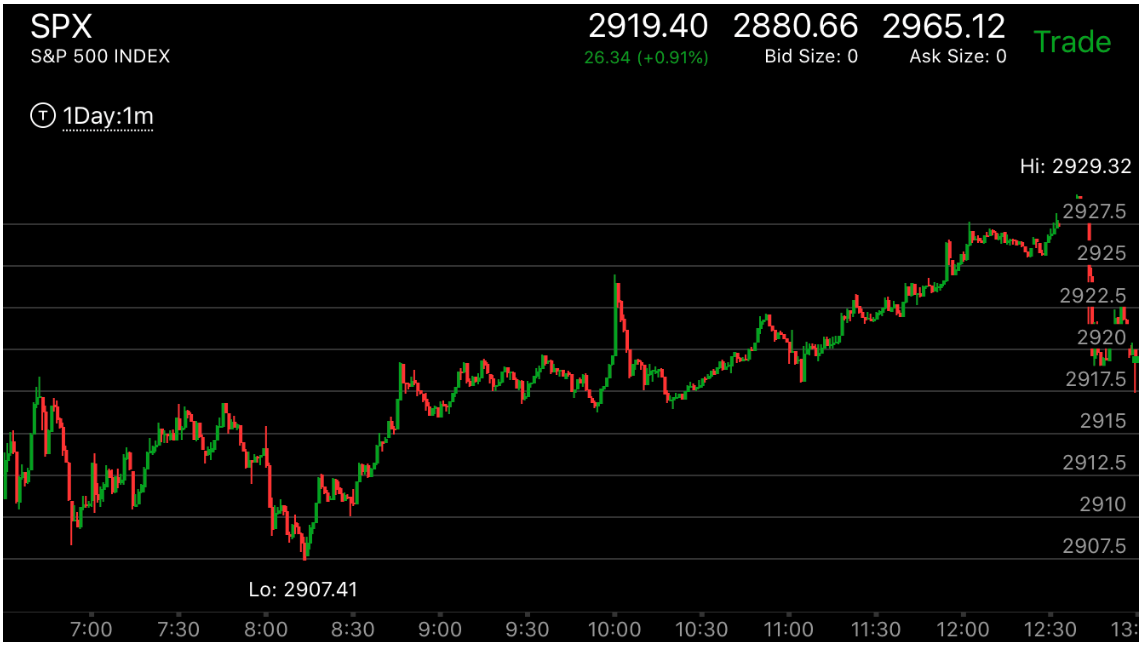 SPX 2919.40 2880.66 2965.12 Trade
S&P 500 INDEX 26.34 (+0.91%) Bid Size: 0 Ask Size: 0
T 1Day:1m
Hi: 2929.32
2927.5
2925
2922.5
2920
2917.5
2915
2912.5
2910
2907.5
Lo: 2907.41
7:00 7:30 8:00 8:30 9:00 9:30 10:00 10:30 11:00 11:30 12:00 12:30 13: